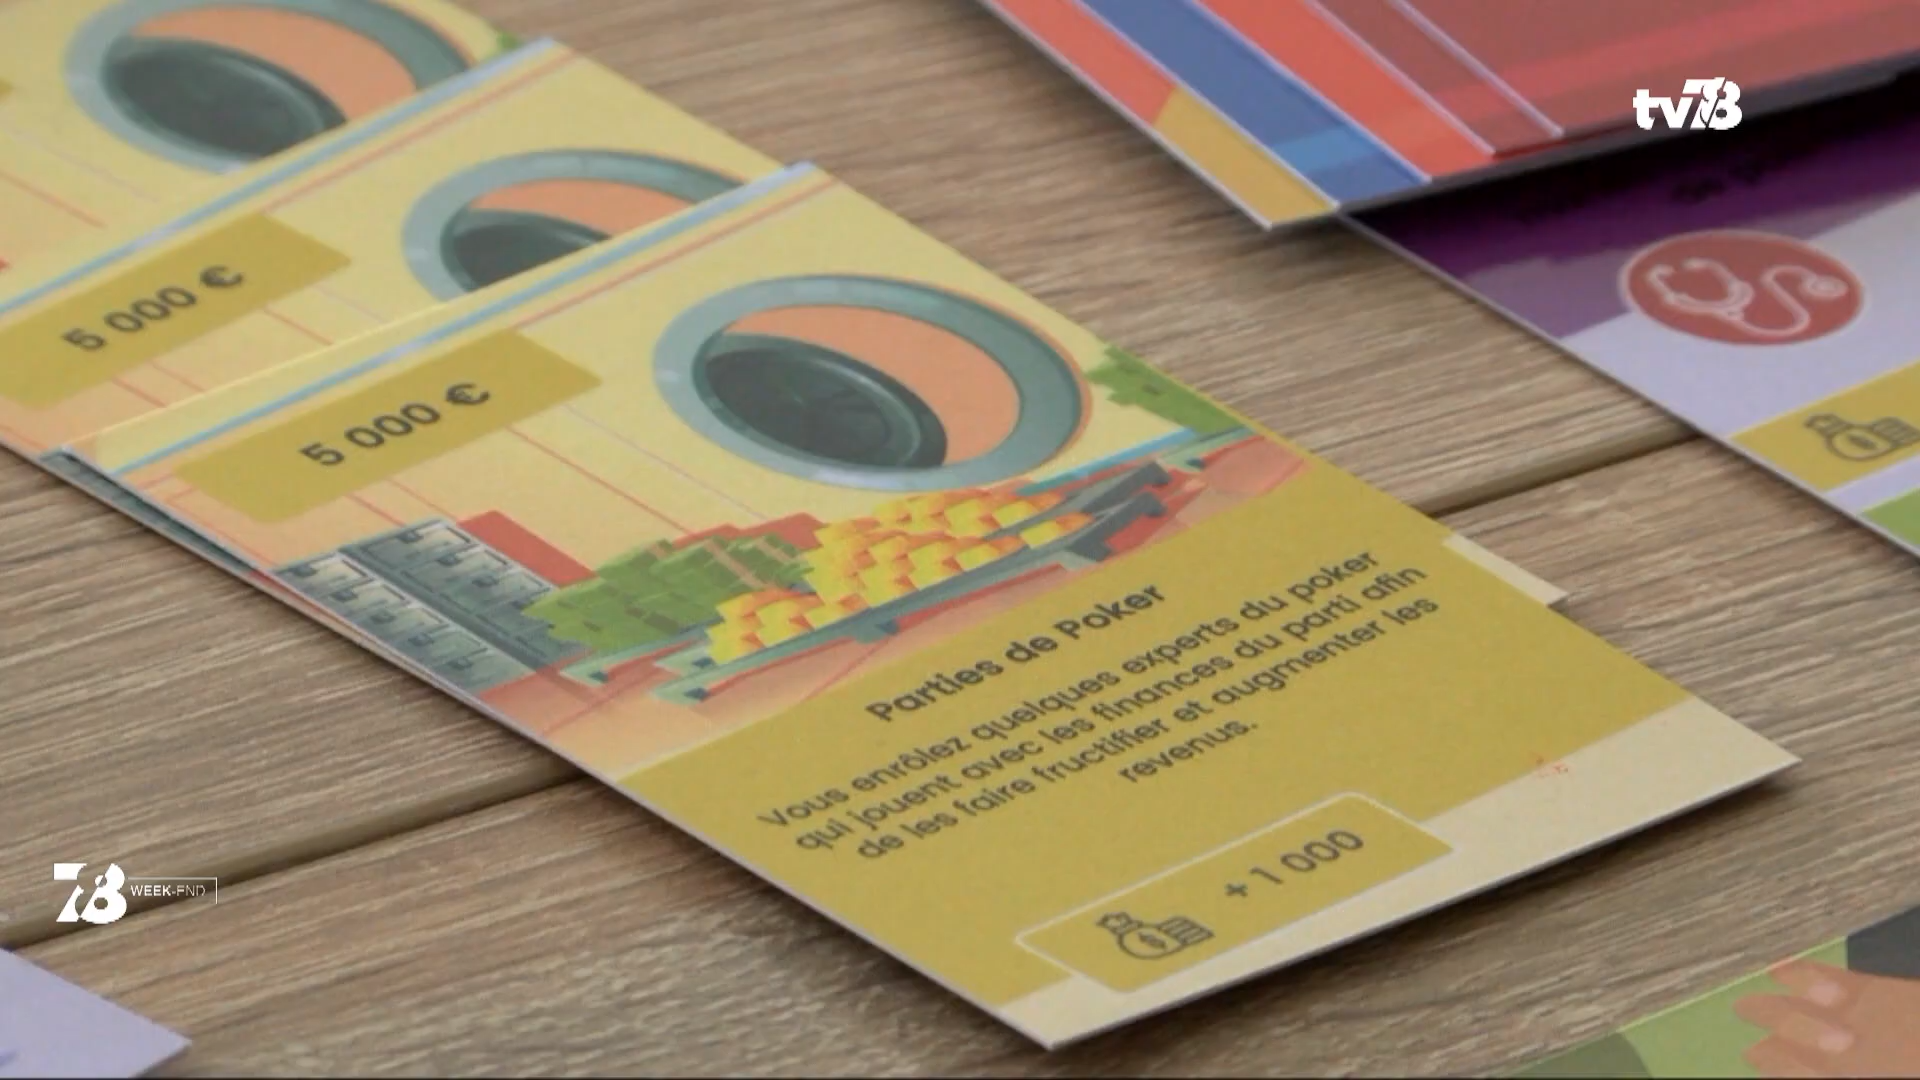 tv78
5 000 €
5 000 €
Parties de Poker
Vous enrôlez quelques experts du poker
qui jouent avec les finances du parti afin
de les faire fructifier et augmenter les
revenus.
+ 1 000
78 WEEK-END